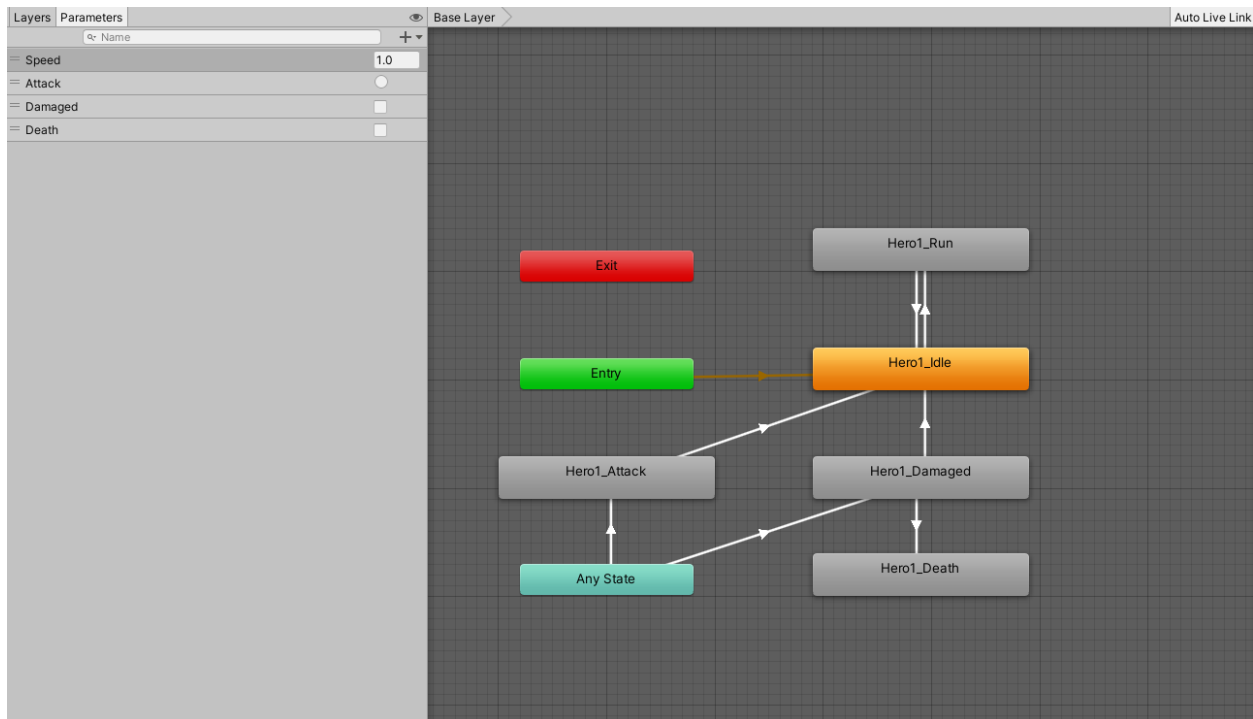 Layers Parameters
Base Layer
Auto Live Link
Name
Speed 1.0
Attack
Damaged
Death
Hero1_Run
Exit
Hero1_Idle
Entry
Hero1_Attack
Hero1_Damaged
Any State
Hero1_Death